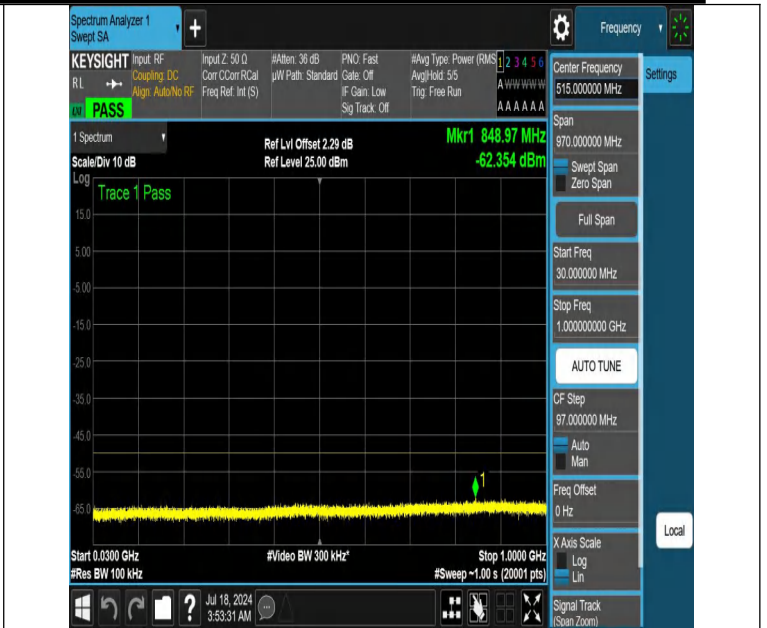 Spectrum Analyzer 1
Swept SA
+
Frequency
KEYSIGHT
RL
PASS
Input: RF
Coupling: DC
Align: Auto/No RF
Input Z: 50 Ω
Corr CCorr RCal
Freq Ref: Int (S)
#Atten: 36 dB
µW Path: Standard
PNO: Fast
Gate: Off
IF Gain: Low
Sig Track: Off
#Avg Type: Power (RMS
Avg|Hold: 5/5
Trig: Free Run
1 2 3 4 5 6
A W W W W W
A A A A A A
1 Spectrum
Scale/Div 10 dB
Ref Lvl Offset 2.29 dB
Ref Level 25.00 dBm
Mkr1 848.97 MHz
-62.354 dBm
Log
Trace 1 Pass
15.0
5.00
-5.00
-15.0
-25.0
-35.0
-45.0
-55.0
-65.0
1
Start 0.0300 GHz
#Res BW 100 kHz
#Video BW 300 kHz*
Stop 1.0000 GHz
#Sweep ~1.00 s (20001 pts)
Center Frequency
515.000000 MHz
Settings
Span
970.000000 MHz
Swept Span
Zero Span
Full Span
Start Freq
30.000000 MHz
Stop Freq
1.000000000 GHz
AUTO TUNE
CF Step
97.000000 MHz
Auto
Man
Freq Offset
0 Hz
X Axis Scale
Log
Lin
Local
Signal Track
(Span Zoom)
?
Jul 18, 2024
3:53:31 AM